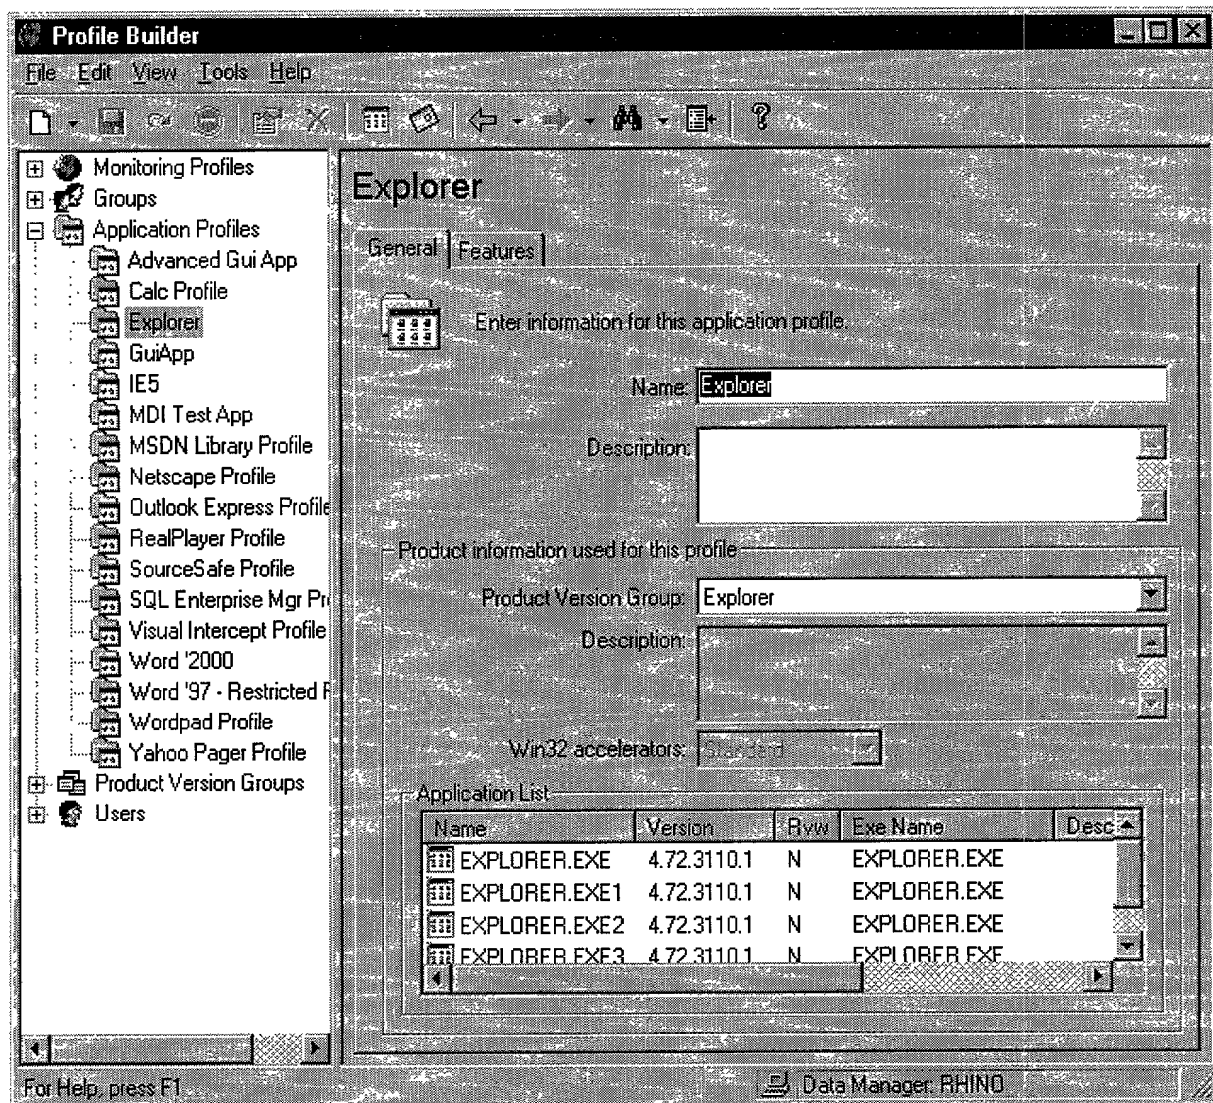 Profile Builder
File Edit View Tools Help
Monitoring Profiles
Groups
Application Profiles
Advanced Gui App
Calc Profile
Explorer
GuiApp
IE5
MDI Test App
MSDN Library Profile
Netscape Profile
Outlook Express Profile
RealPlayer Profile
SourceSafe Profile
SQL Enterprise Mgr Pr
Visual Intercept Profile
Word '2000
Word '97 - Restricted
Wordpad Profile
Yahoo Pager Profile
Product Version Groups
Users
Explorer
General Features
Enter information for this application profile.
Name: Explorer
Description:
Product information used for this profile
Product Version Group: Explorer
Description:
Win32 accelerators: Standard
Application List
Name Version Rvw Exe Name Desc
EXPLORER.EXE 4.72.3110.1 N EXPLORER.EXE
EXPLORER.EXE1 4.72.3110.1 N EXPLORER.EXE
EXPLORER.EXE2 4.72.3110.1 N EXPLORER.EXE
EXPLORER.EXE3 4.72.3110.1 N EXPLORER.EXE
For Help, press F1
Data Manager: RHINO